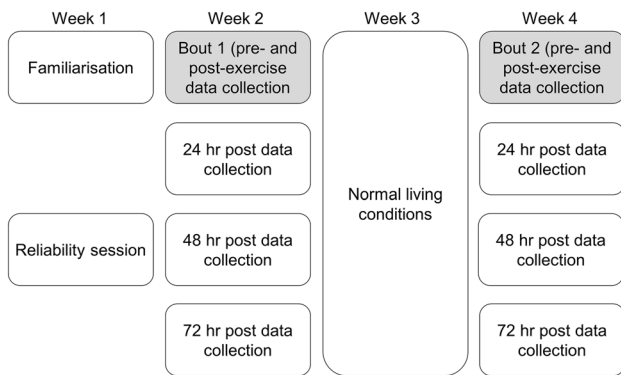 Week 1
Week 2
Week 3
Week 4
Familiarisation
Reliability session
Bout 1 (pre- and
post-exercise
data collection
24 hr post data
collection
48 hr post data
collection
72 hr post data
collection
Normal living
conditions
Bout 2 (pre- and
post-exercise
data collection
24 hr post data
collection
48 hr post data
collection
72 hr post data
collection